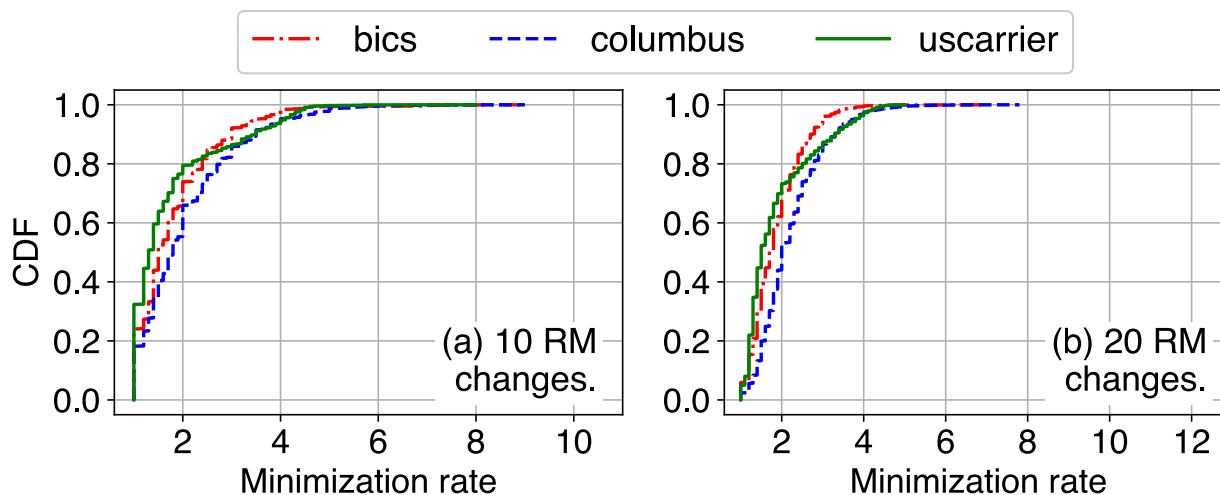 bics columbus uscarrier
CDF
1.0
0.8
0.6
0.4
0.2
0.0
2 4 6 8 10
Minimization rate
(a) 10 RM
changes.
1.0
0.8
0.6
0.4
0.2
0.0
2 4 6 8 10 12
Minimization rate
(b) 20 RM
changes.